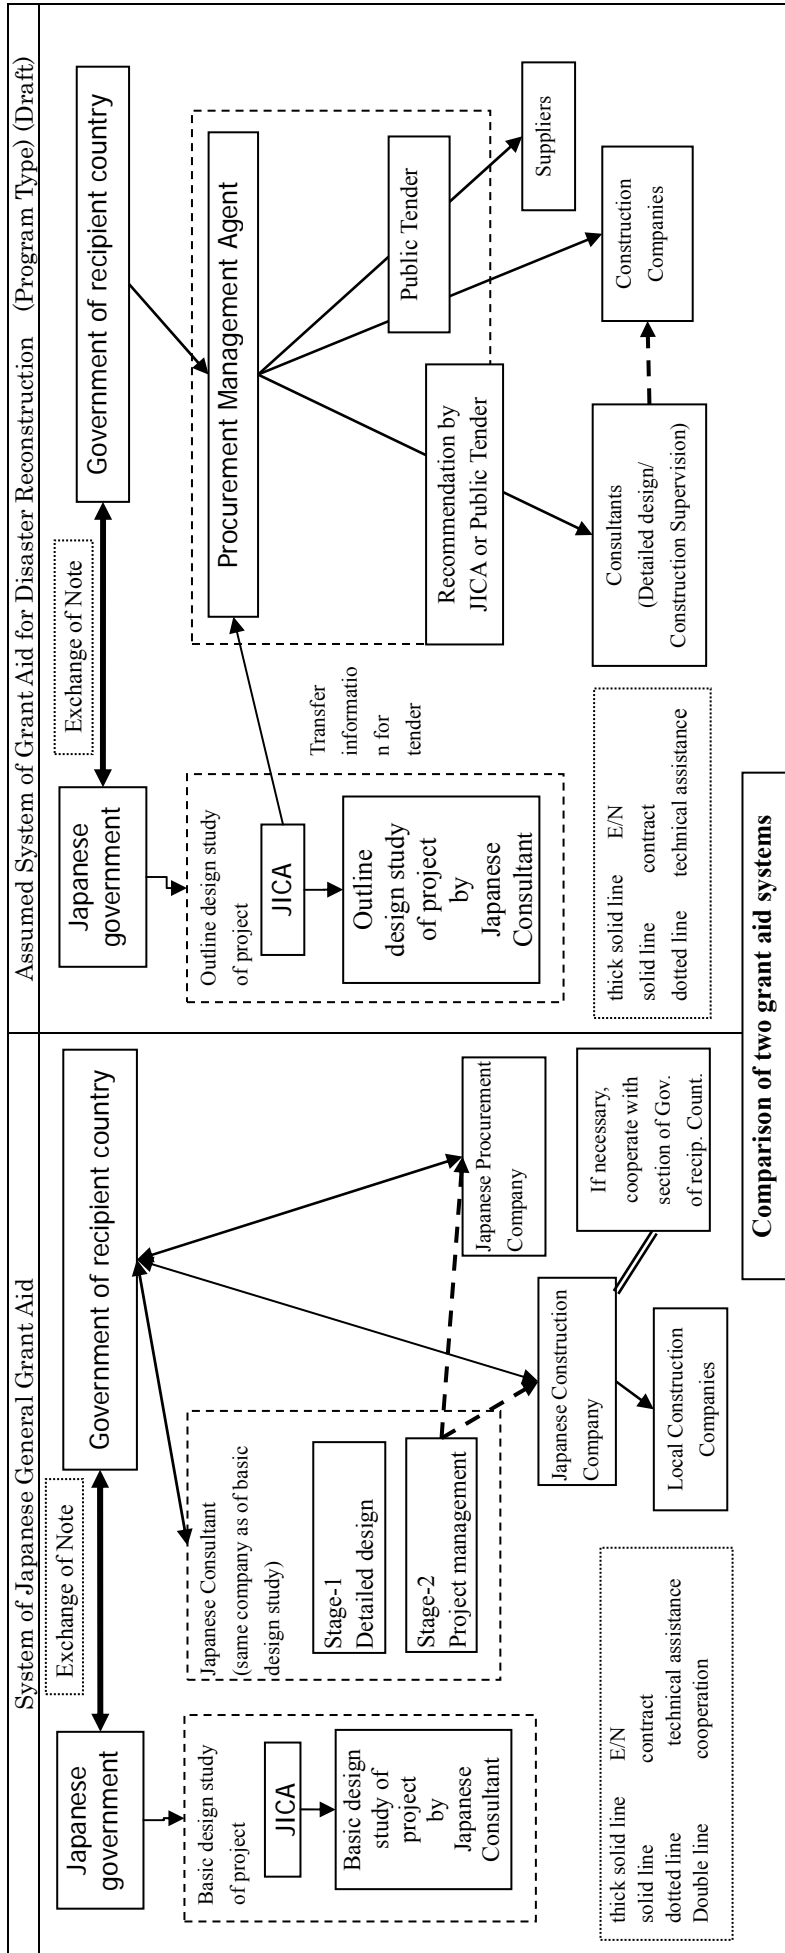 System of Japanese General Grant Aid
Japanese
government
Exchange of Note
Government of recipient country
Basic design study
of project
JICA
Basic design
study of
project
by
Japanese
Consultant
Japanese Consultant
(same company as of basic
design study)
Stage-1
Detailed design
Stage-2
Project management
Japanese Procurement
Company
Japanese Construction
Company
Local Construction
Companies
If necessary,
cooperate with
section of Gov.
of recip. Count.
thick solid line E/N
solid line contract
dotted line technical assistance
Double line cooperation
Assumed System of Grant Aid for Disaster Reconstruction (Program Type) (Draft)
Japanese
government
Exchange of Note
Government of recipient country
Outline design study
of project
JICA
Outline
design study
of project
by
Japanese
Consultant
Transfer
informatio
n for
tender
Procurement Management Agent
Recommendation by
JICA or Public Tender
Public Tender
Suppliers
Consultants
(Detailed design/
Construction Supervision)
Construction
Companies
thick solid line E/N
solid line contract
dotted line technical assistance
Comparison of two grant aid systems